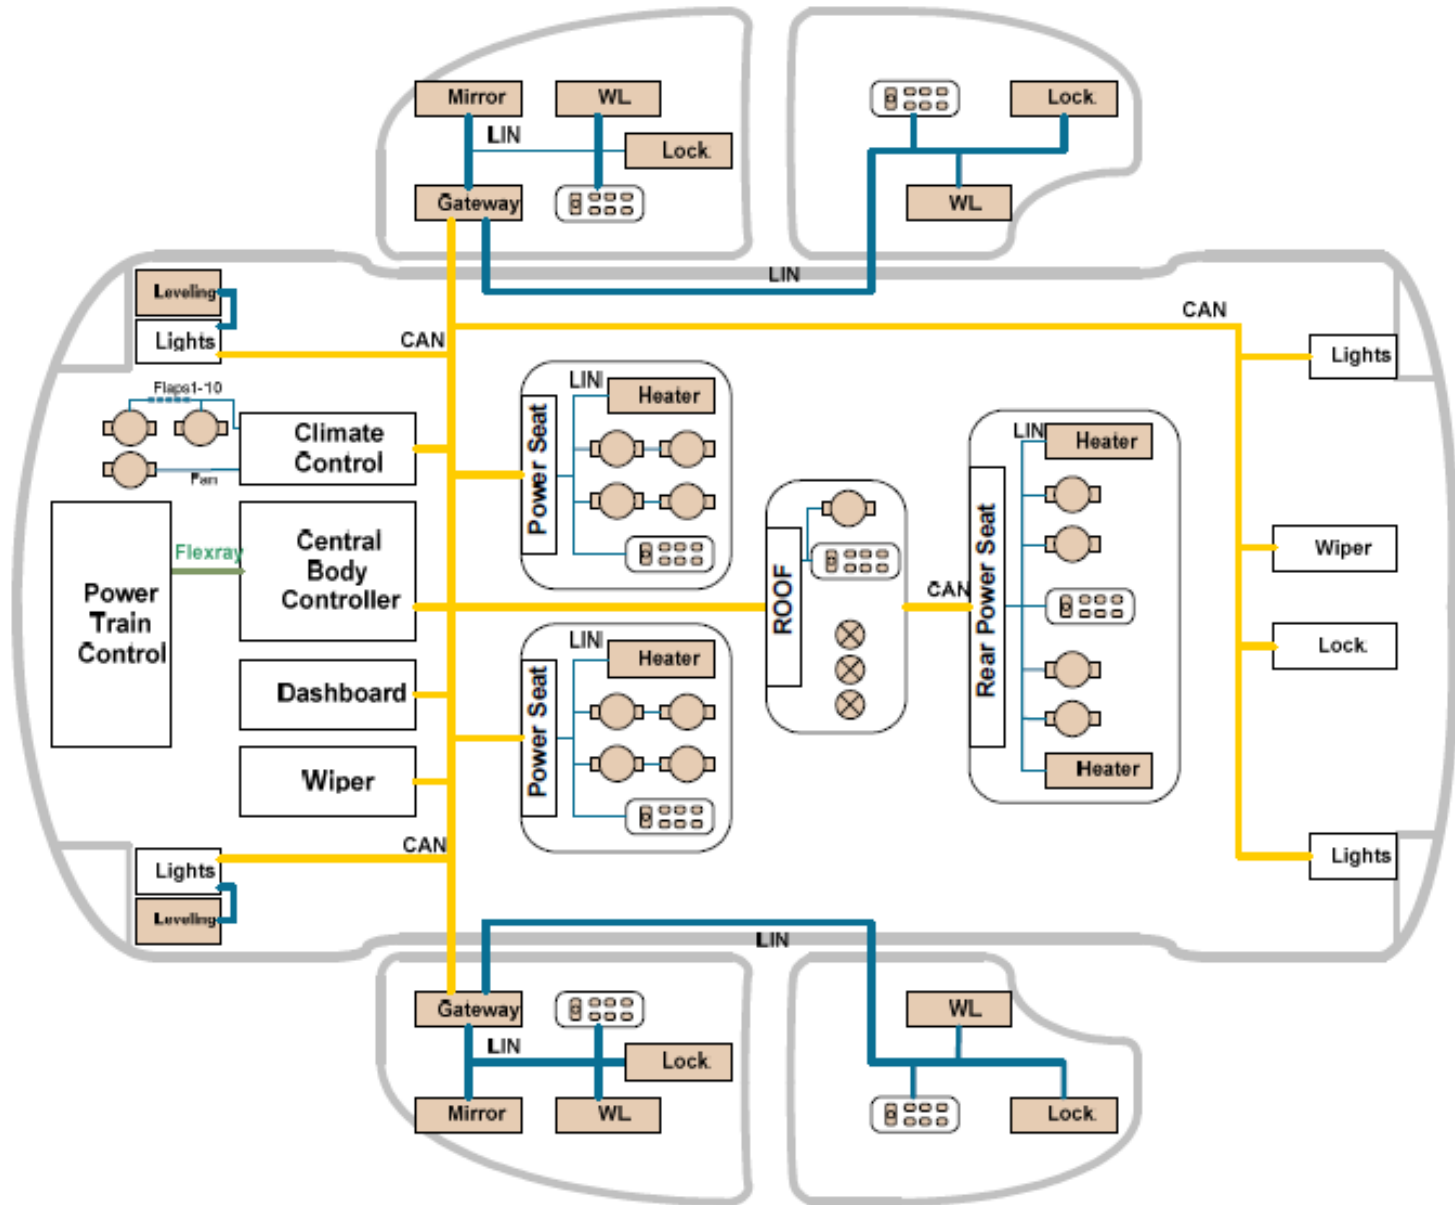 Mirror
WL
Lock
LIN
Lock
Gateway
WL
LIN
Leveling
Lights
CAN
CAN
Lights
Flaps1-10
LIN
Heater
Climate
Control
Fan
Power Seat
LIN
Heater
Flexray
Central
Body
Controller
Power
Train
Control
ROOF
CAN
Rear Power Seat
Wiper
Lock
LIN
Heater
Dashboard
Power Seat
Wiper
Heater
CAN
Lights
Lights
Leveling
LIN
Gateway
WL
LIN
Lock
Mirror
WL
Lock